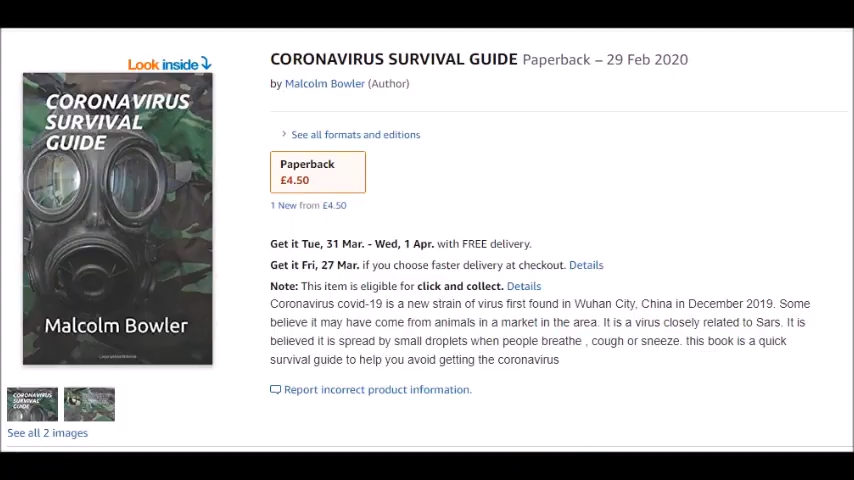 Look inside
CORONAVIRUS SURVIVAL GUIDE Paperback – 29 Feb 2020
by Malcolm Bowler (Author)
CORONAVIRUS
SURVIVAL
GUIDE
Malcolm Bowler
See all formats and editions
Paperback
£4.50
1 New from £4.50
Get it Tue, 31 Mar. - Wed, 1 Apr. with FREE delivery.
Get it Fri, 27 Mar. if you choose faster delivery at checkout. Details
Note: This item is eligible for click and collect. Details
Coronavirus covid-19 is a new strain of virus first found in Wuhan City, China in December 2019. Some
believe it may have come from animals in a market in the area. It is a virus closely related to Sars. It is
believed it is spread by small droplets when people breathe , cough or sneeze. this book is a quick
survival guide to help you avoid getting the coronavirus
Report incorrect product information.
CORONAVIRUS
SURVIVAL
GUIDE
See all 2 images